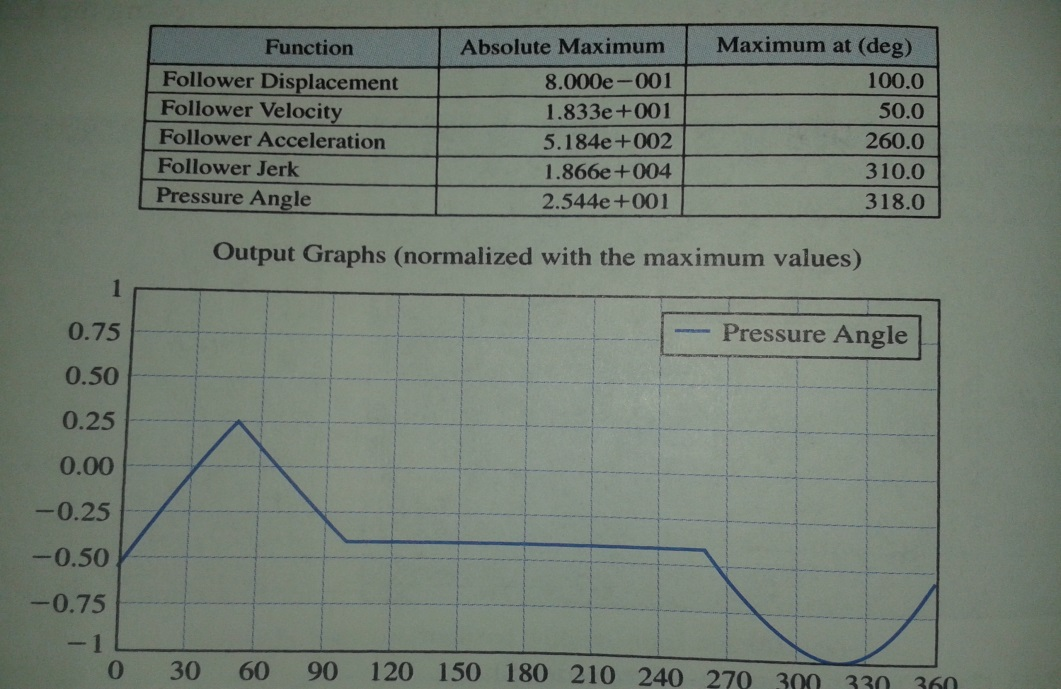 Function Absolute Maximum Maximum at (deg)
Follower Displacement 8.000e−001 100.0
Follower Velocity 1.833e+001 50.0
Follower Acceleration 5.184e+002 260.0
Follower Jerk 1.866e+004 310.0
Pressure Angle 2.544e+001 318.0
Output Graphs (normalized with the maximum values)
1
Pressure Angle
0.75
0.50
0.25
0.00
−0.25
−0.50
−0.75
−1
0 30 60 90 120 150 180 210 240 270 300 330 360